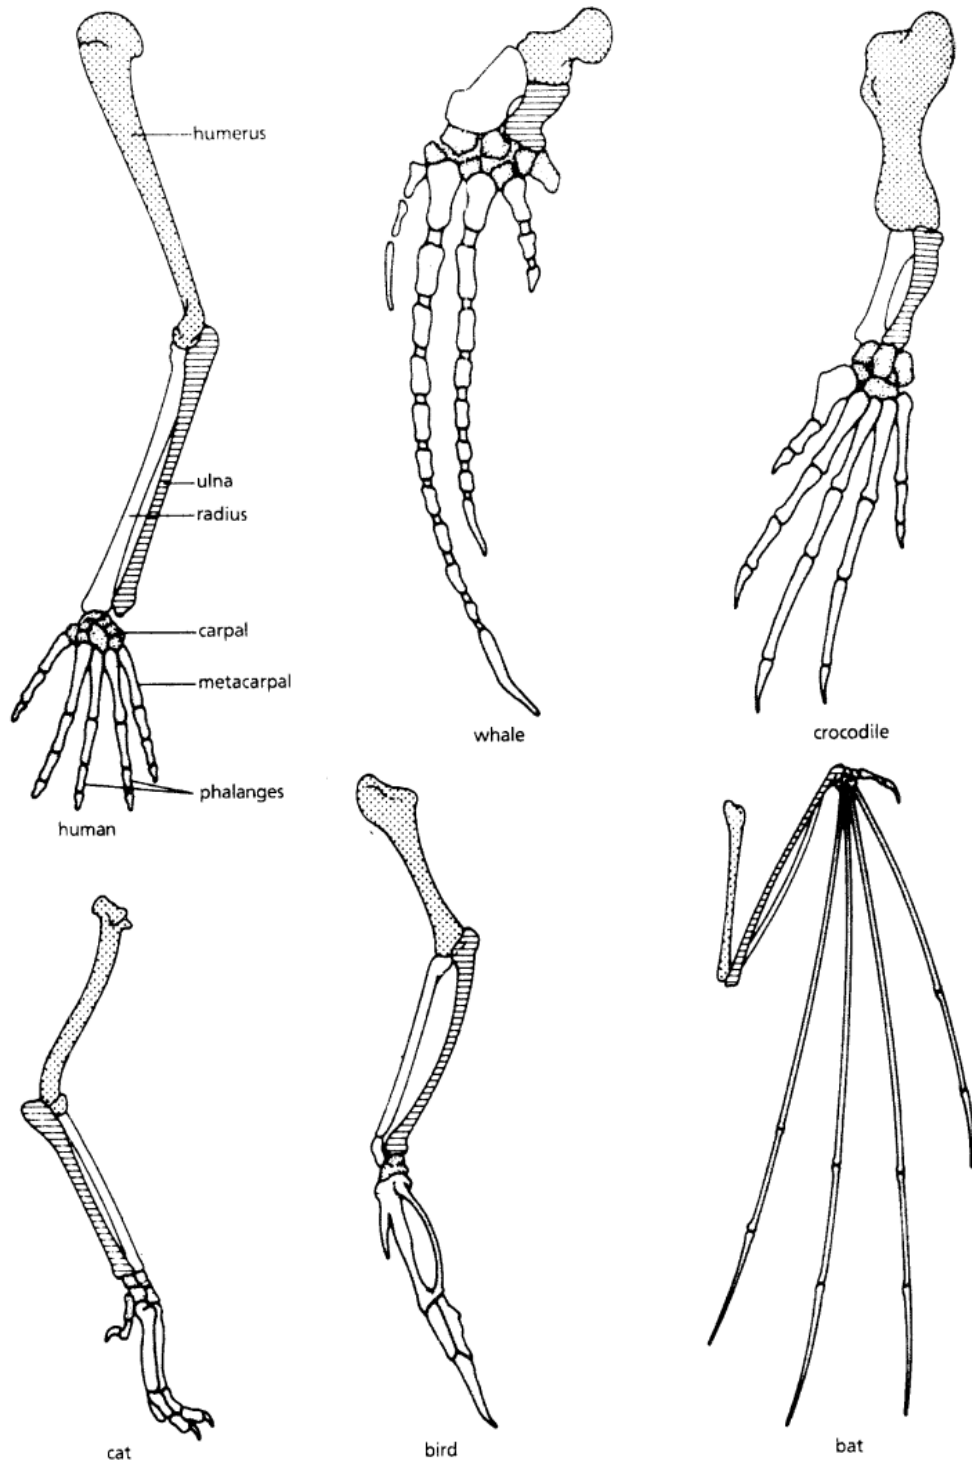 humerus
ulna
radius
carpal
metacarpal
phalanges
human
whale
crocodile
cat
bird
bat